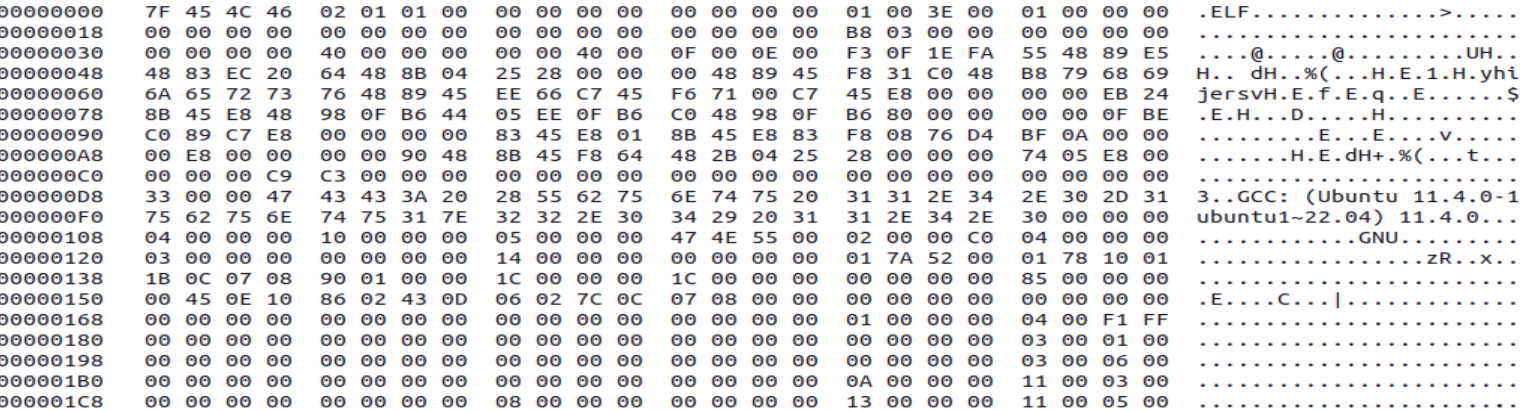 00000000 7F 45 4C 46 02 01 01 00 00 00 00 00 00 00 00 00 01 00 3E 00 01 00 00 00 .ELF..............>.....
00000018 00 00 00 00 00 00 00 00 00 00 00 00 00 00 00 00 B8 03 00 00 00 00 00 00 ........................
00000030 00 00 00 00 40 00 00 00 00 00 40 00 0F 00 0E 00 F3 0F 1E FA 55 48 89 E5 ....@.....@.........UH..
00000048 48 83 EC 20 64 48 8B 04 25 28 00 00 00 48 89 45 F8 31 C0 48 B8 79 68 69 H.. dH..%(...H.E.1.H.yhi
00000060 6A 65 72 73 76 48 89 45 EE 66 C7 45 F6 71 00 C7 45 E8 00 00 00 00 EB 24 jersvH.E.f.E.q..E......$
00000078 8B 45 E8 48 98 0F B6 44 05 EE 0F B6 C0 48 98 0F B6 80 00 00 00 00 0F BE .E.H...D.....H..........
00000090 C0 89 C7 E8 00 00 00 00 83 45 E8 01 8B 45 E8 83 F8 08 76 D4 BF 0A 00 00 .........E...E....v.....
000000A8 00 E8 00 00 00 00 90 48 8B 45 F8 64 48 2B 04 25 28 00 00 00 74 05 E8 00 .......H.E.dH+.%(...t...
000000C0 00 00 00 C9 C3 00 00 00 00 00 00 00 00 00 00 00 00 00 00 00 00 00 00 00 ........................
000000D8 33 00 00 47 43 43 3A 20 28 55 62 75 6E 74 75 20 31 31 2E 34 2E 30 2D 31 3..GCC: (Ubuntu 11.4.0-1
000000F0 75 62 75 6E 74 75 31 7E 32 32 2E 30 34 29 20 31 31 2E 34 2E 30 00 00 00 ubuntu1~22.04) 11.4.0...
00000108 04 00 00 00 10 00 00 00 05 00 00 00 47 4E 55 00 02 00 00 C0 04 00 00 00 ............GNU.........
00000120 03 00 00 00 00 00 00 00 14 00 00 00 00 00 00 00 01 7A 52 00 01 78 10 01 .................zR..x..
00000138 1B 0C 07 08 90 01 00 00 1C 00 00 00 1C 00 00 00 00 00 00 00 85 00 00 00 ........................
00000150 00 45 0E 10 86 02 43 0D 06 02 7C 0C 07 08 00 00 00 00 00 00 00 00 00 00 .E....C...|.............
00000168 00 00 00 00 00 00 00 00 00 00 00 00 00 00 00 00 01 00 00 00 04 00 F1 FF ........................
00000180 00 00 00 00 00 00 00 00 00 00 00 00 00 00 00 00 00 00 00 00 03 00 01 00 ........................
00000198 00 00 00 00 00 00 00 00 00 00 00 00 00 00 00 00 00 00 00 00 03 00 06 00 ........................
000001B0 00 00 00 00 00 00 00 00 00 00 00 00 00 00 00 00 0A 00 00 00 11 00 03 00 ........................
000001C8 00 00 00 00 00 00 00 00 08 00 00 00 00 00 00 00 13 00 00 00 11 00 05 00 ........................